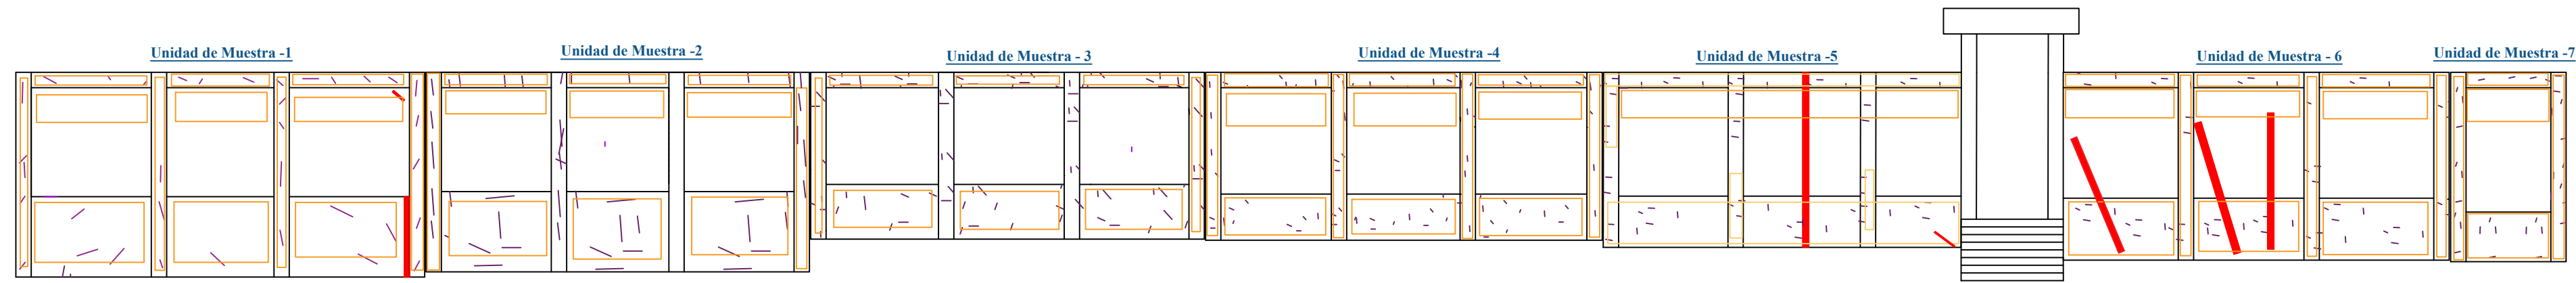 Unidad de Muestra -1
Unidad de Muestra -2
Unidad de Muestra - 3
Unidad de Muestra -4
Unidad de Muestra -5
Unidad de Muestra - 6
Unidad de Muestra -7